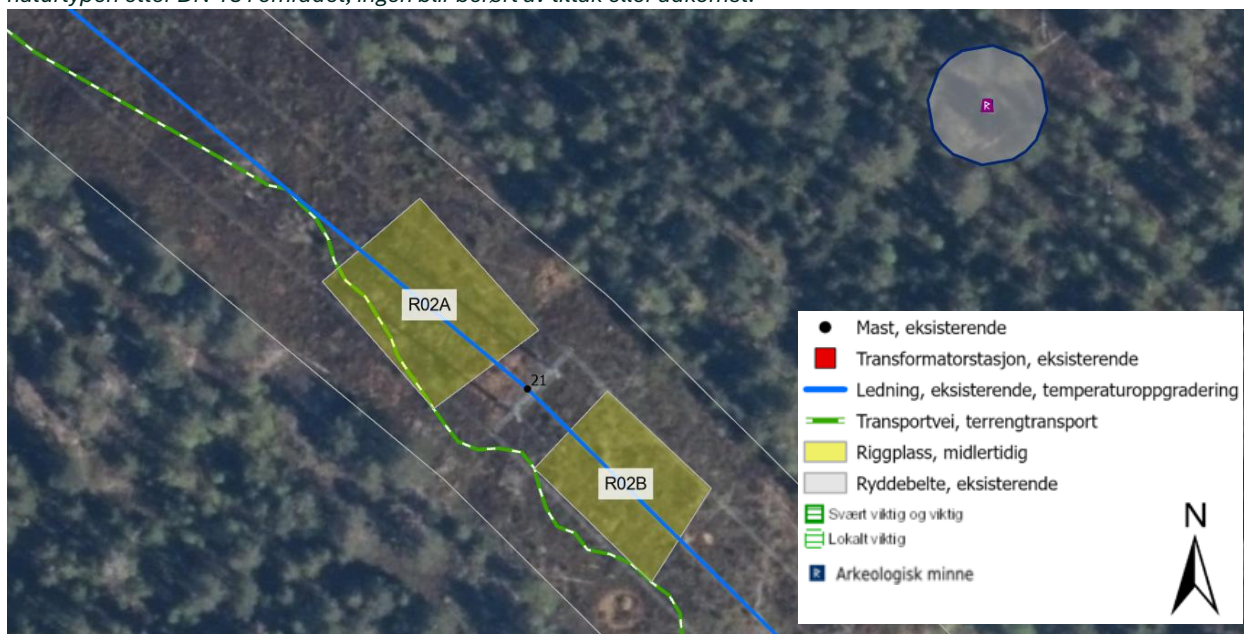 naturtypen eller DN-13 i området, ingen blir berørt av tiltak eller adkomst.
R
R02A
21
R02B
Mast, eksisterende
Transformatorstasjon, eksisterende
Ledning, eksisterende, temperaturoppgradering
Transportvei, terrengtransport
Riggplass, midlertidig
Ryddebelte, eksisterende
Svært viktig og viktig
Lokalt viktig
R Arkeologisk minne
N